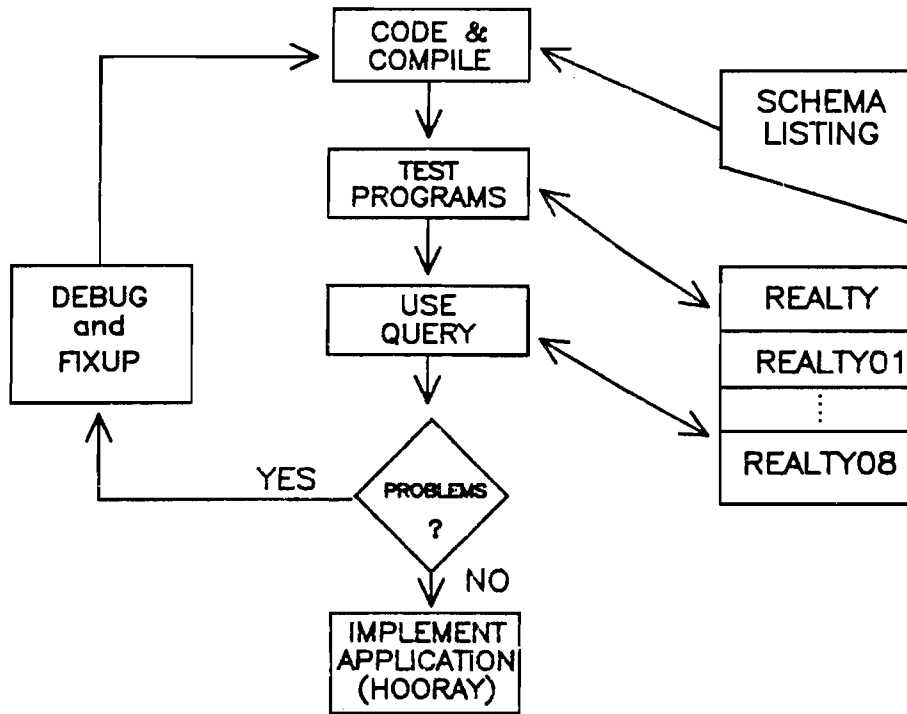 CODE &
COMPILE
SCHEMA
LISTING
TEST
PROGRAMS
DEBUG
and
FIXUP
USE
QUERY
REALTY
REALTY01
⋮
REALTY08
YES
PROBLEMS
?
NO
IMPLEMENT
APPLICATION
(HOORAY)